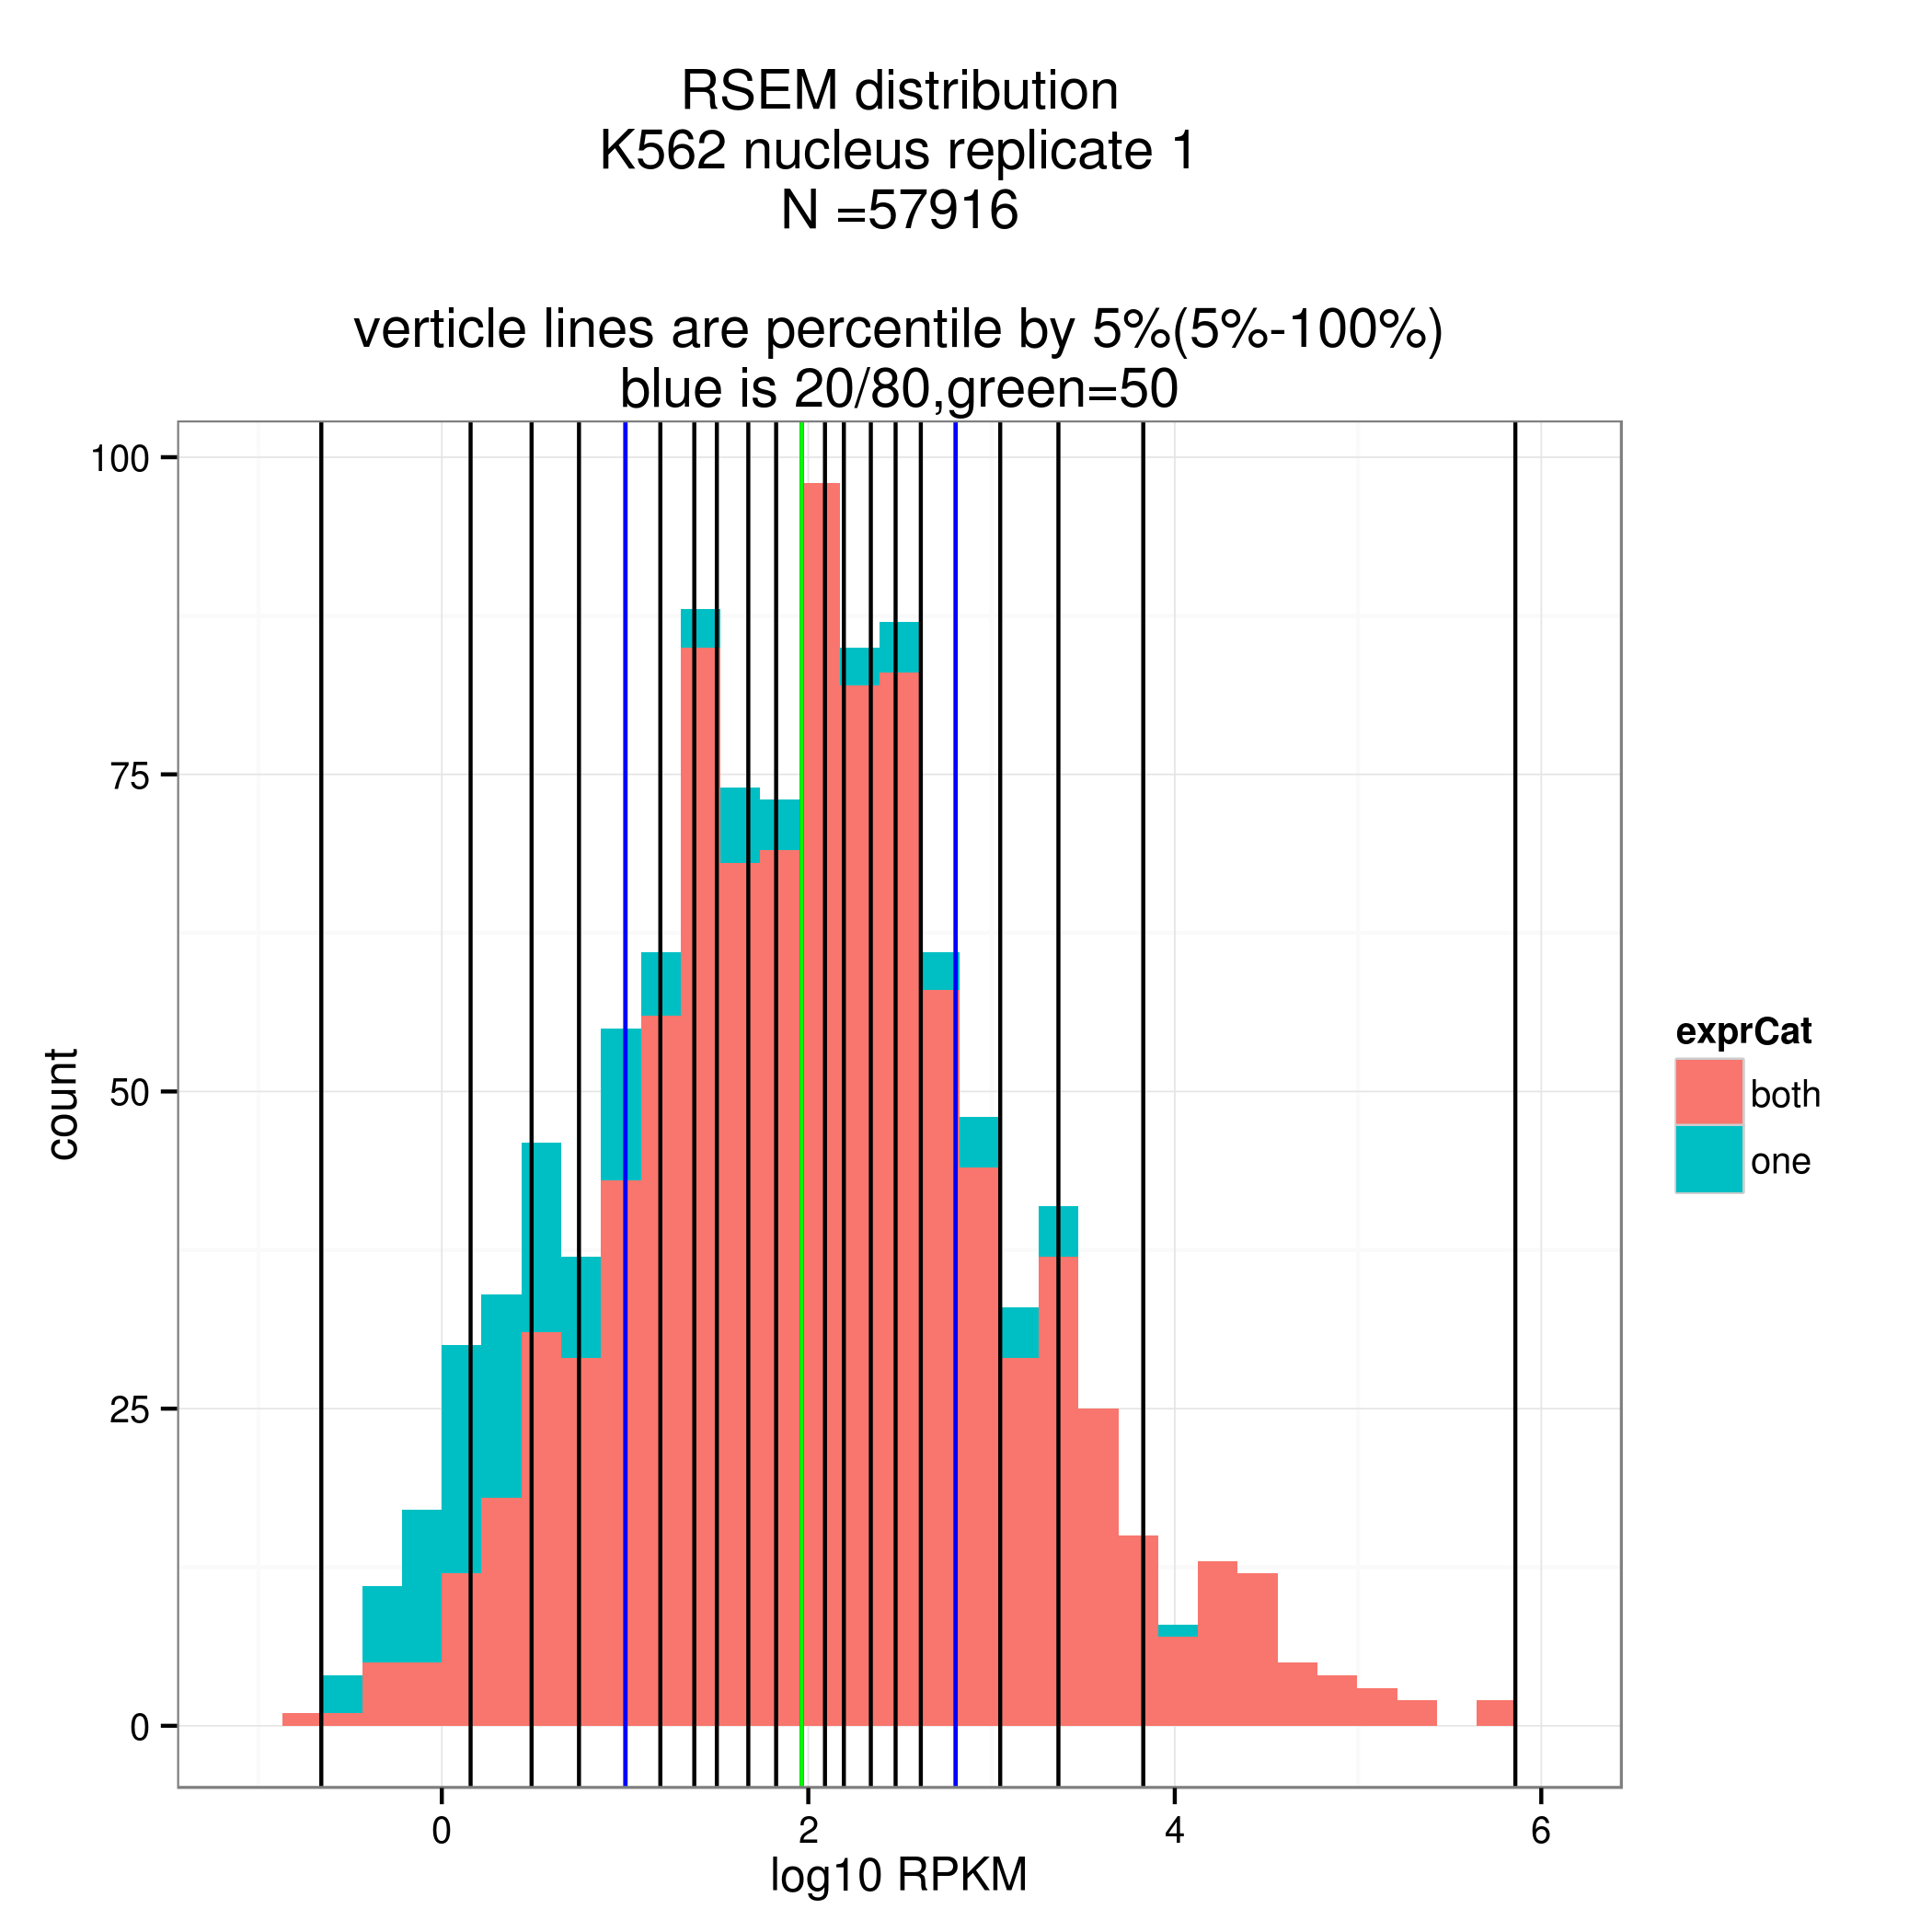 RSEM distribution
K562 nucleus replicate 1
N =57916
verticle lines are percentile by 5%(5%-100%)
blue is 20/80,green=50
100
75
50
25
0
count
0
2
4
6
log10 RPKM
exprCat
both
one